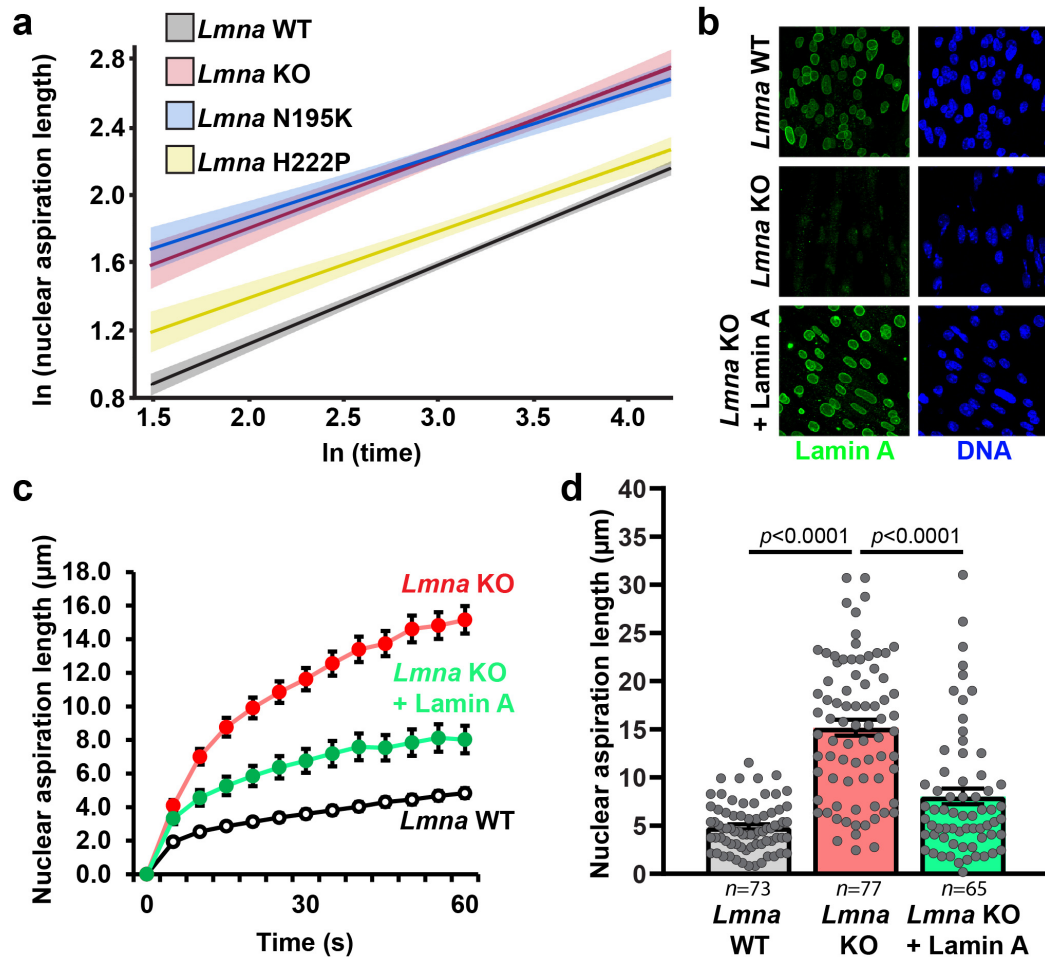 a
Lmna WT
Lmna KO
Lmna N195K
Lmna H222P
2.8
2.4
2.0
1.6
1.2
0.8
1.5
2.0
2.5
3.0
3.5
4.0
ln (nuclear aspiration length)
ln (time)
b
Lmna WT
Lmna KO
Lmna KO
+ Lamin A
Lamin A
DNA
c
Nuclear aspiration length (µm)
18.0
16.0
14.0
12.0
10.0
8.0
6.0
4.0
2.0
0.0
Lmna KO
Lmna KO
+ Lamin A
Lmna WT
0
60
Time (s)
d
Nuclear aspiration length (µm)
40
35
30
25
20
15
10
5
0
p<0.0001
p<0.0001
n=73
n=77
n=65
Lmna
WT
Lmna
KO
Lmna KO
+ Lamin A